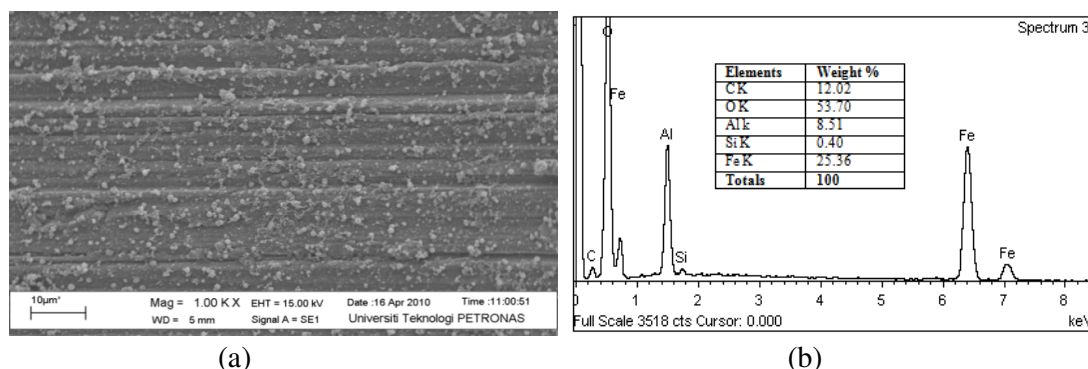 10µm*
Mag = 1.00 K X EHT = 15.00 kV Date :16 Apr 2010 Time :11:00:51
WD = 5 mm Signal A = SE1 Universiti Teknologi PETRONAS
(a)
Spectrum 3
O
Fe
Al
C
Si
Fe
Fe
Elements Weight %
C K 12.02
O K 53.70
Al k 8.51
Si K 0.40
Fe K 25.36
Totals 100
0 1 2 3 4 5 6 7 8
Full Scale 3518 cts Cursor: 0.000 keV
(b)